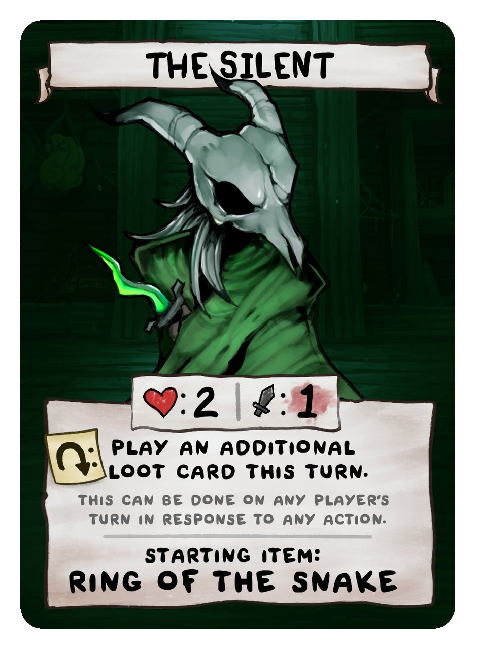 THE SILENT
: 2 | : 1
: PLAY AN ADDITIONAL
LOOT CARD THIS TURN.
THIS CAN BE DONE ON ANY PLAYER'S
TURN IN RESPONSE TO ANY ACTION.
STARTING ITEM:
RING OF THE SNAKE